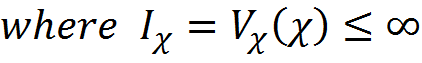 where I_χ = V_χ(χ) ≤ ∞